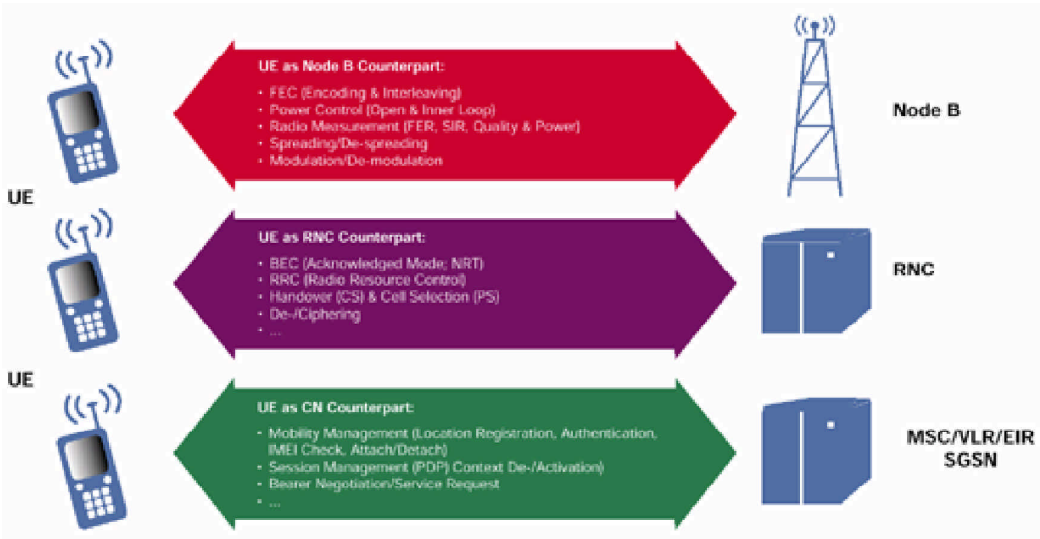 UE as Node B Counterpart:
• FEC (Encoding & Interleaving)
• Power Control (Open & Inner Loop)
• Radio Measurement (FER, SIR, Quality & Power)
• Spreading/De-spreading
• Modulation/De-modulation
Node B
UE
UE as RNC Counterpart:
• BEC (Acknowledged Mode; NRT)
• RRC (Radio Resource Control)
• Handover (CS) & Cell Selection (PS)
• De-/Ciphering
• ...
RNC
UE
UE as CN Counterpart:
• Mobility Management (Location Registration, Authentication,
IMEI Check, Attach/Detach)
• Session Management (PDP) Context De-/Activation)
• Bearer Negotiation/Service Request
• ...
MSC/VLR/EIR
SGSN